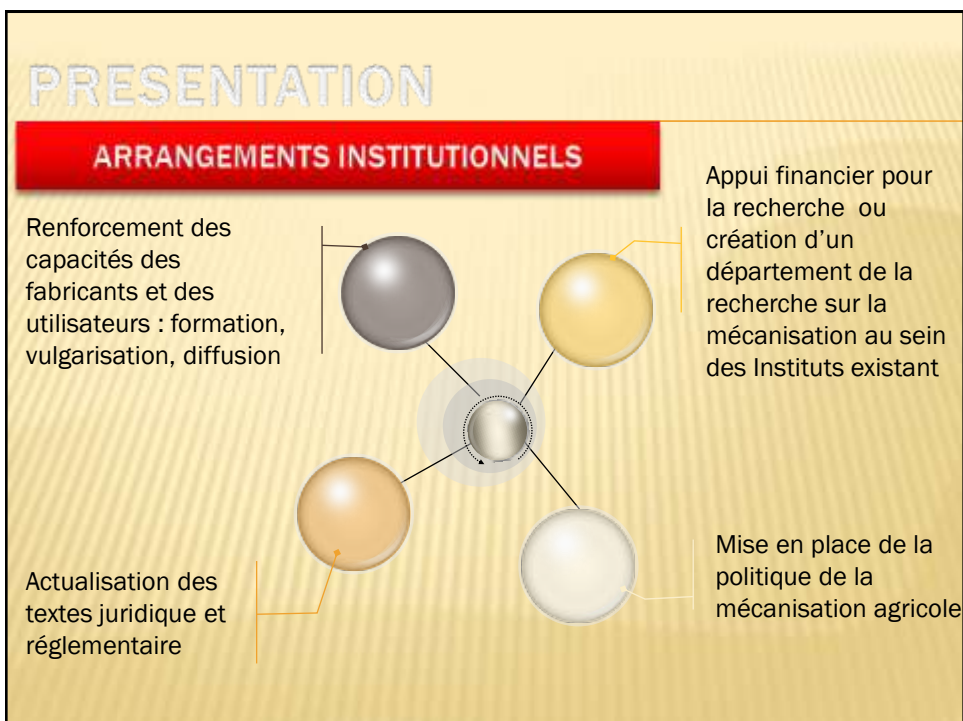 PRESENTATION
ARRANGEMENTS INSTITUTIONNELS
Renforcement des
capacités des
fabricants et des
utilisateurs : formation,
vulgarisation, diffusion
Appui financier pour
la recherche ou
création d’un
département de la
recherche sur la
mécanisation au sein
des Instituts existant
Actualisation des
textes juridique et
réglementaire
Mise en place de la
politique de la
mécanisation agricole